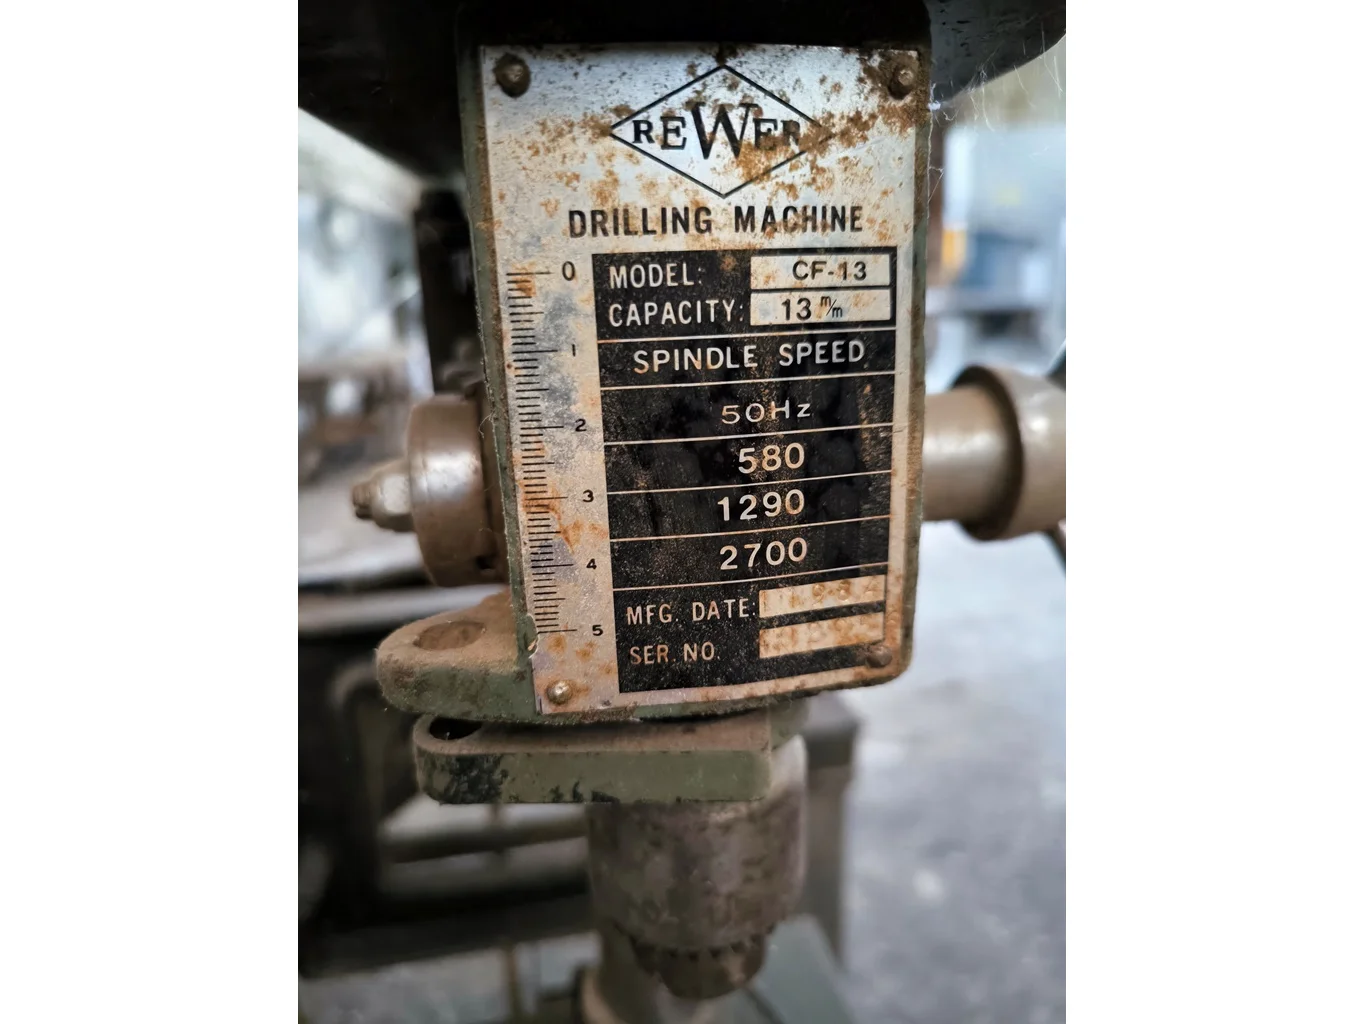 REWER
DRILLING MACHINE
MODEL: CF-13
CAPACITY: 13 m/m
SPINDLE SPEED
50Hz
580
1290
2700
MFG. DATE:
SER. NO.
0
1
2
3
4
5